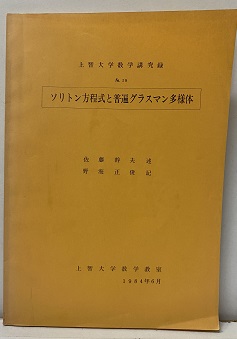 上智大学数学講究録
№ 18
ソリトン方程式と普遍グラスマン多様体
佐藤幹夫 述
野海正俊 記
上智大学数学教室
1984年6月